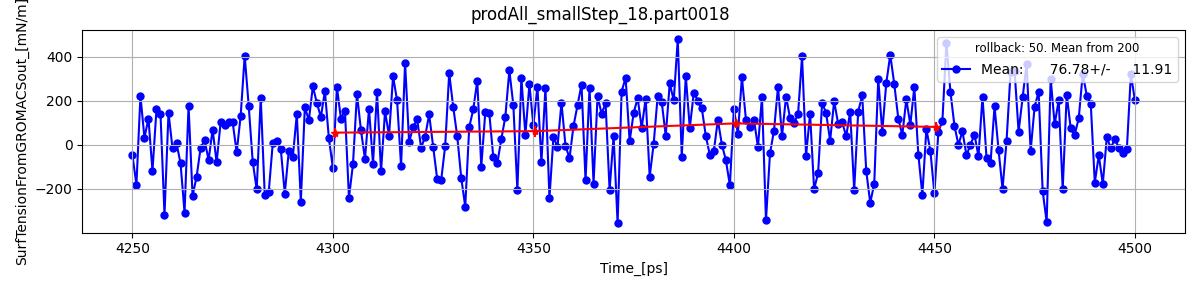 prodAll_smallStep_18.part0018
SurfTensionFromGROMACSout_[mN/m]
400
200
0
−200
rollback: 50. Mean from 200
Mean: 76.78+/- 11.91
4250 4300 4350 4400 4450 4500
Time_[ps]